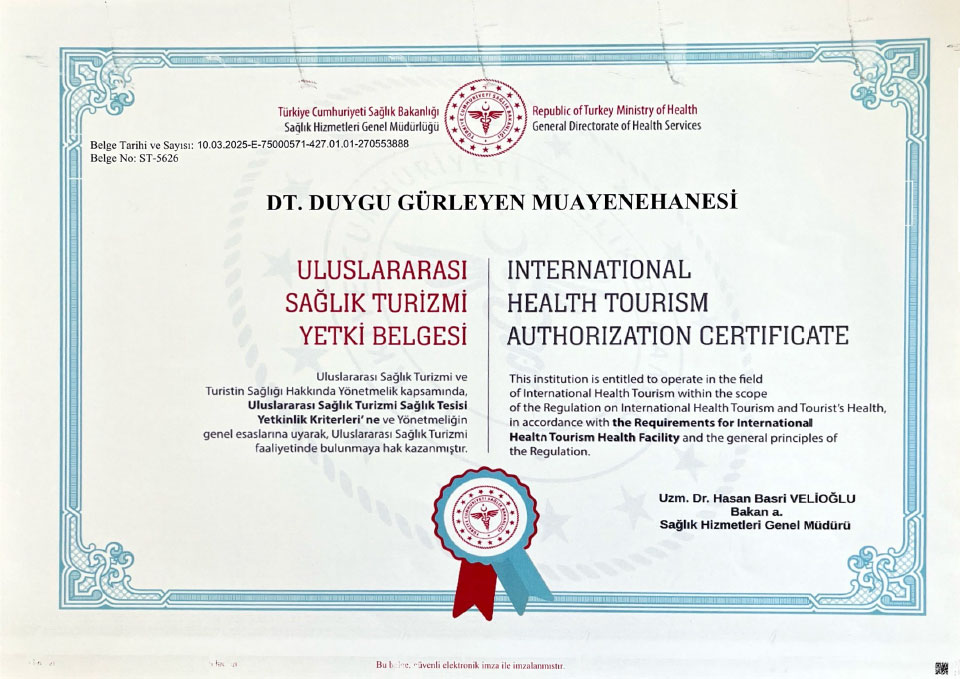 Türkiye Cumhuriyeti Sağlık Bakanlığı
Sağlık Hizmetleri Genel Müdürlüğü
Republic of Turkey Ministry of Health
General Directorate of Health Services
Belge Tarihi ve Sayısı: 10.03.2025-E-75000571-427.01.01-270553888
Belge No: ST-5626
DT. DUYGU GÜRLEYEN MUAYENEHANESİ
ULUSLARARASI
SAĞLIK TURİZMİ
YETKİ BELGESİ
Uluslararası Sağlık Turizmi ve
Turistin Sağlığı Hakkında Yönetmelik kapsamında,
Uluslararası Sağlık Turizmi Sağlık Tesisi
Yetkinlik Kriterleri' ne ve Yönetmeliğin
genel esaslarına uyarak, Uluslararası Sağlık Turizmi
faaliyetinde bulunmaya hak kazanmıştır.
INTERNATIONAL
HEALTH TOURISM
AUTHORIZATION CERTIFICATE
This institution is entitled to operate in the field
of International Health Tourism within the scope
of the Regulation on International Health Tourism and Tourist's Health,
in accordance with the Requirements for International
Health Tourism Health Facility and the general principles of
the Regulation.
Uzm. Dr. Hasan Basri VELİOĞLU
Bakan a.
Sağlık Hizmetleri Genel Müdürü
güvenli elektronik imza ile imzalanmıştır.